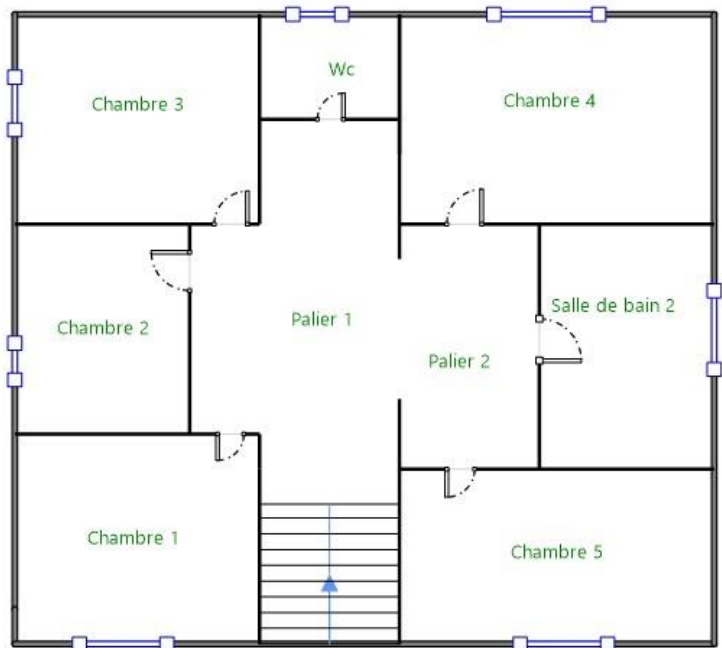 Wc
Chambre 3
Chambre 4
Salle de bain 2
Chambre 2
Palier 1
Palier 2
Chambre 1
Chambre 5